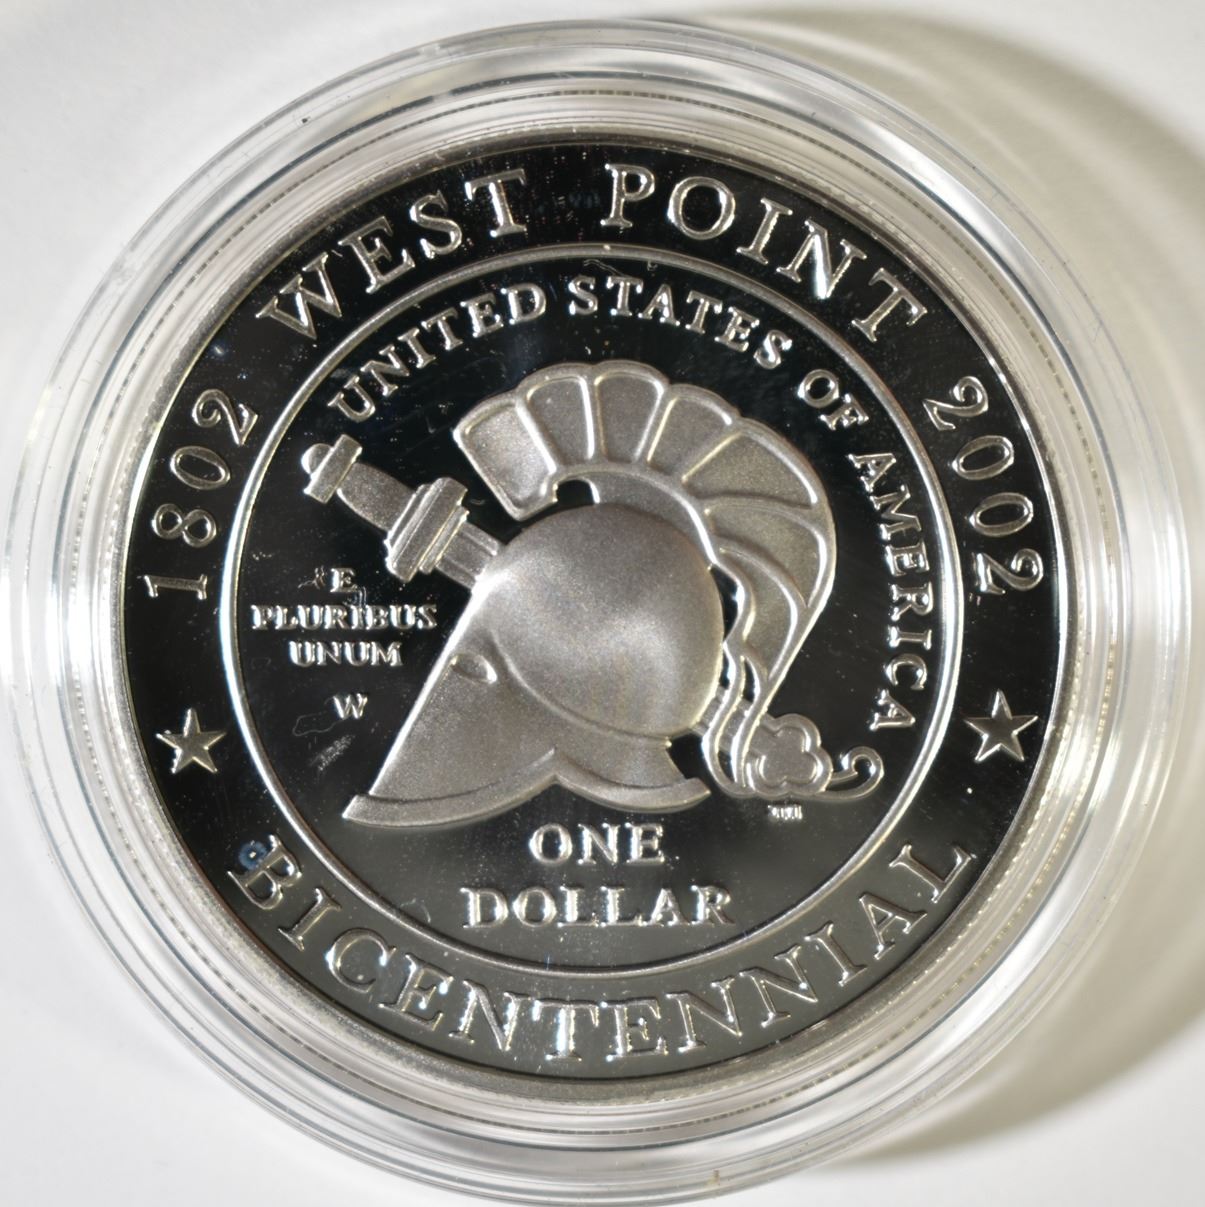 1802 WEST POINT 2002
UNITED STATES OF AMERICA
E
PLURIBUS
UNUM
W
ONE
DOLLAR
BICENTENNIAL